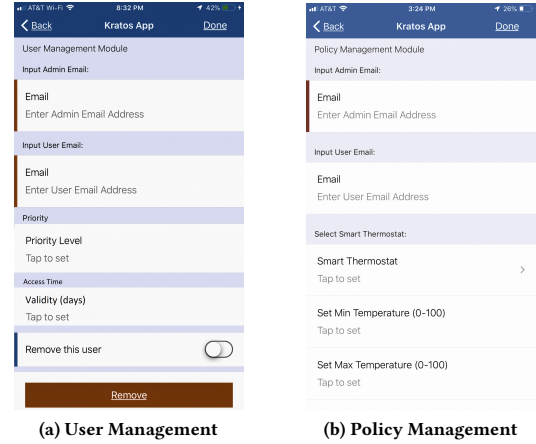 AT&T Wi-Fi 8:32 PM 42%
Back Kratos App Done
User Management Module
Input Admin Email:
Email
Enter Admin Email Address
Input User Email:
Email
Enter User Email Address
Priority
Priority Level
Tap to set
Access Time
Validity (days)
Tap to set
Remove this user
Remove
(a) User Management
AT&T 3:24 PM 26%
Back Kratos App Done
Policy Management Module
Input Admin Email:
Email
Enter Admin Email Address
Input User Email:
Email
Enter User Email Address
Select Smart Thermostat:
Smart Thermostat
Tap to set
Set Min Temperature (0-100)
Tap to set
Set Max Temperature (0-100)
Tap to set
(b) Policy Management